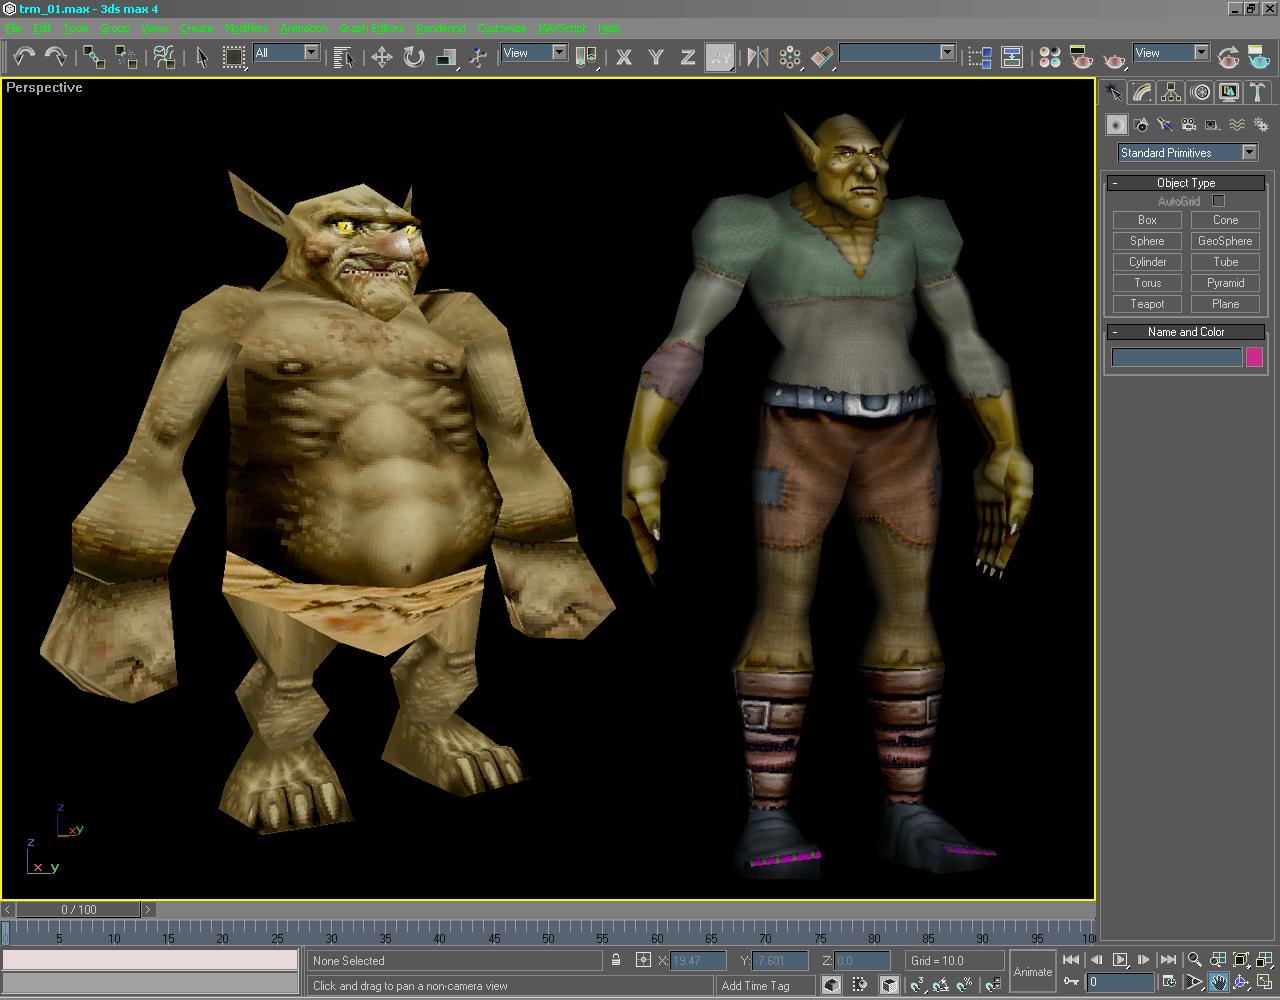 trm_01.max - 3ds max 4
File Edit Tools Group Views Create Modifiers Animation Graph Editors Rendering Customize MAXScript Help
All View X Y Z XY View
Perspective
Standard Primitives
- Object Type
AutoGrid
Box Cone
Sphere GeoSphere
Cylinder Tube
Torus Pyramid
Teapot Plane
- Name and Color
z
x y
z
x y
< 0 / 100 >
5 10 15 20 25 30 35 40 45 50 55 60 65 70 75 80 85 90 95 10
None Selected X: 19.47 Y: -7.601 Z: 0.0 Grid = 10.0
Animate
Click and drag to pan a non-camera view Add Time Tag 0